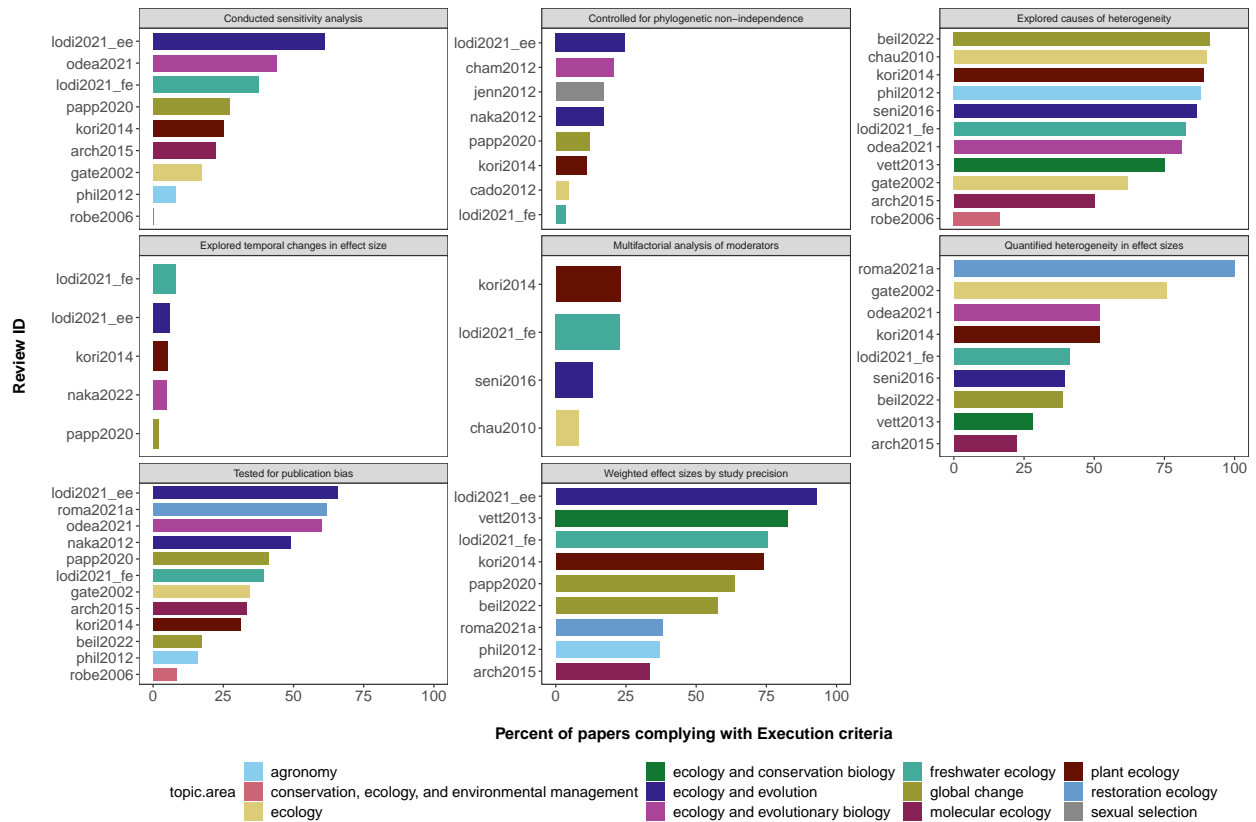 Conducted sensitivity analysis
lodi2021_ee
odea2021
lodi2021_fe
papp2020
kori2014
arch2015
gate2002
phil2012
robe2006
Controlled for phylogenetic non−independence
lodi2021_ee
cham2012
jenn2012
naka2012
papp2020
kori2014
cado2012
lodi2021_fe
Explored causes of heterogeneity
beil2022
chau2010
kori2014
phil2012
seni2016
lodi2021_fe
odea2021
vett2013
gate2002
arch2015
robe2006
Explored temporal changes in effect size
lodi2021_fe
lodi2021_ee
kori2014
naka2022
papp2020
Multifactorial analysis of moderators
kori2014
lodi2021_fe
seni2016
chau2010
Quantified heterogeneity in effect sizes
roma2021a
gate2002
odea2021
kori2014
lodi2021_fe
seni2016
beil2022
vett2013
arch2015
0 25 50 75 100
Tested for publication bias
lodi2021_ee
roma2021a
odea2021
naka2012
papp2020
lodi2021_fe
gate2002
arch2015
kori2014
beil2022
phil2012
robe2006
0 25 50 75 100
Weighted effect sizes by study precision
lodi2021_ee
vett2013
lodi2021_fe
kori2014
papp2020
beil2022
roma2021a
phil2012
arch2015
0 25 50 75 100
Review ID
Percent of papers complying with Execution criteria
topic.area
agronomy
conservation, ecology, and environmental management
ecology
ecology and conservation biology
ecology and evolution
ecology and evolutionary biology
freshwater ecology
global change
molecular ecology
plant ecology
restoration ecology
sexual selection